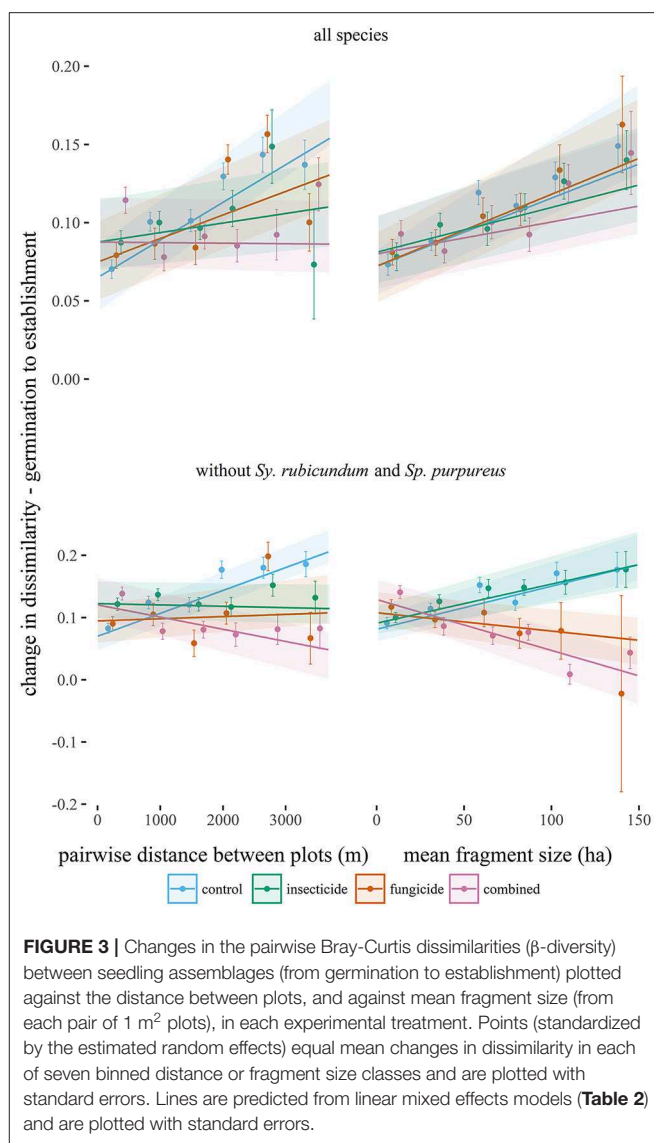 all species
0.20
0.15
0.10
0.05
0.00
change in dissimilarity - germination to establishment
without Sy. rubicundum and Sp. purpureus
0.2
0.1
0.0
-0.1
-0.2
0 1000 2000 3000 0 50 100 150
pairwise distance between plots (m) mean fragment size (ha)
control insecticide fungicide combined
FIGURE 3 | Changes in the pairwise Bray-Curtis dissimilarities (β-diversity)
between seedling assemblages (from germination to establishment) plotted
against the distance between plots, and against mean fragment size (from
each pair of 1 m² plots), in each experimental treatment. Points (standardized
by the estimated random effects) equal mean changes in dissimilarity in each
of seven binned distance or fragment size classes and are plotted with
standard errors. Lines are predicted from linear mixed effects models (Table 2)
and are plotted with standard errors.